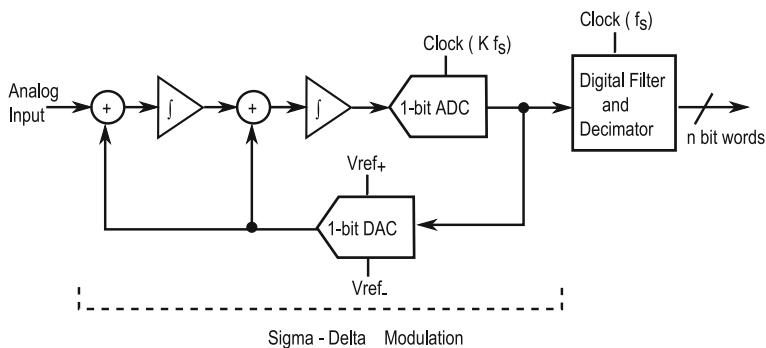 Clock ( K fs)
Clock ( fs)
Analog
Input
+
∫
+
∫
1-bit ADC
Digital Filter
and
Decimator
n bit words
Vref+
1-bit DAC
Vref-
Sigma - Delta Modulation